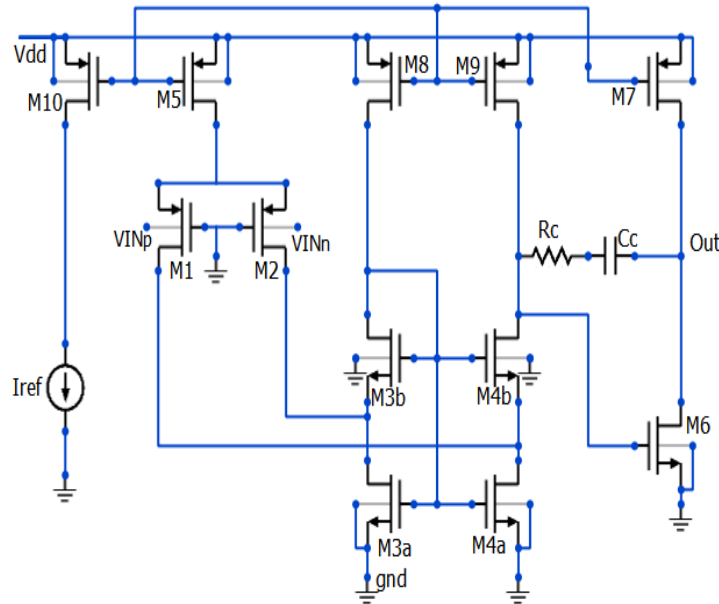 Vdd
M10
M5
M8
M9
M7
VINp
VINn
M1
M2
Rc
Cc
Out
Iref
M3b
M4b
M6
M3a
M4a
gnd